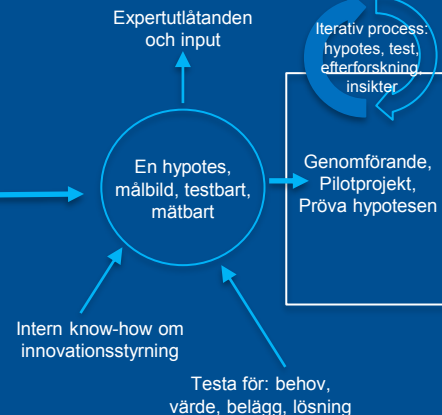 Expertutlåtanden
och input
Iterativ process:
hypotes, test,
efterforskning,
insikter
En hypotes,
målbild, testbart,
mätbart
Genomförande,
Pilotprojekt,
Pröva hypotesen
Intern know-how om
innovationsstyrning
Testa för: behov,
värde, belägg, lösning